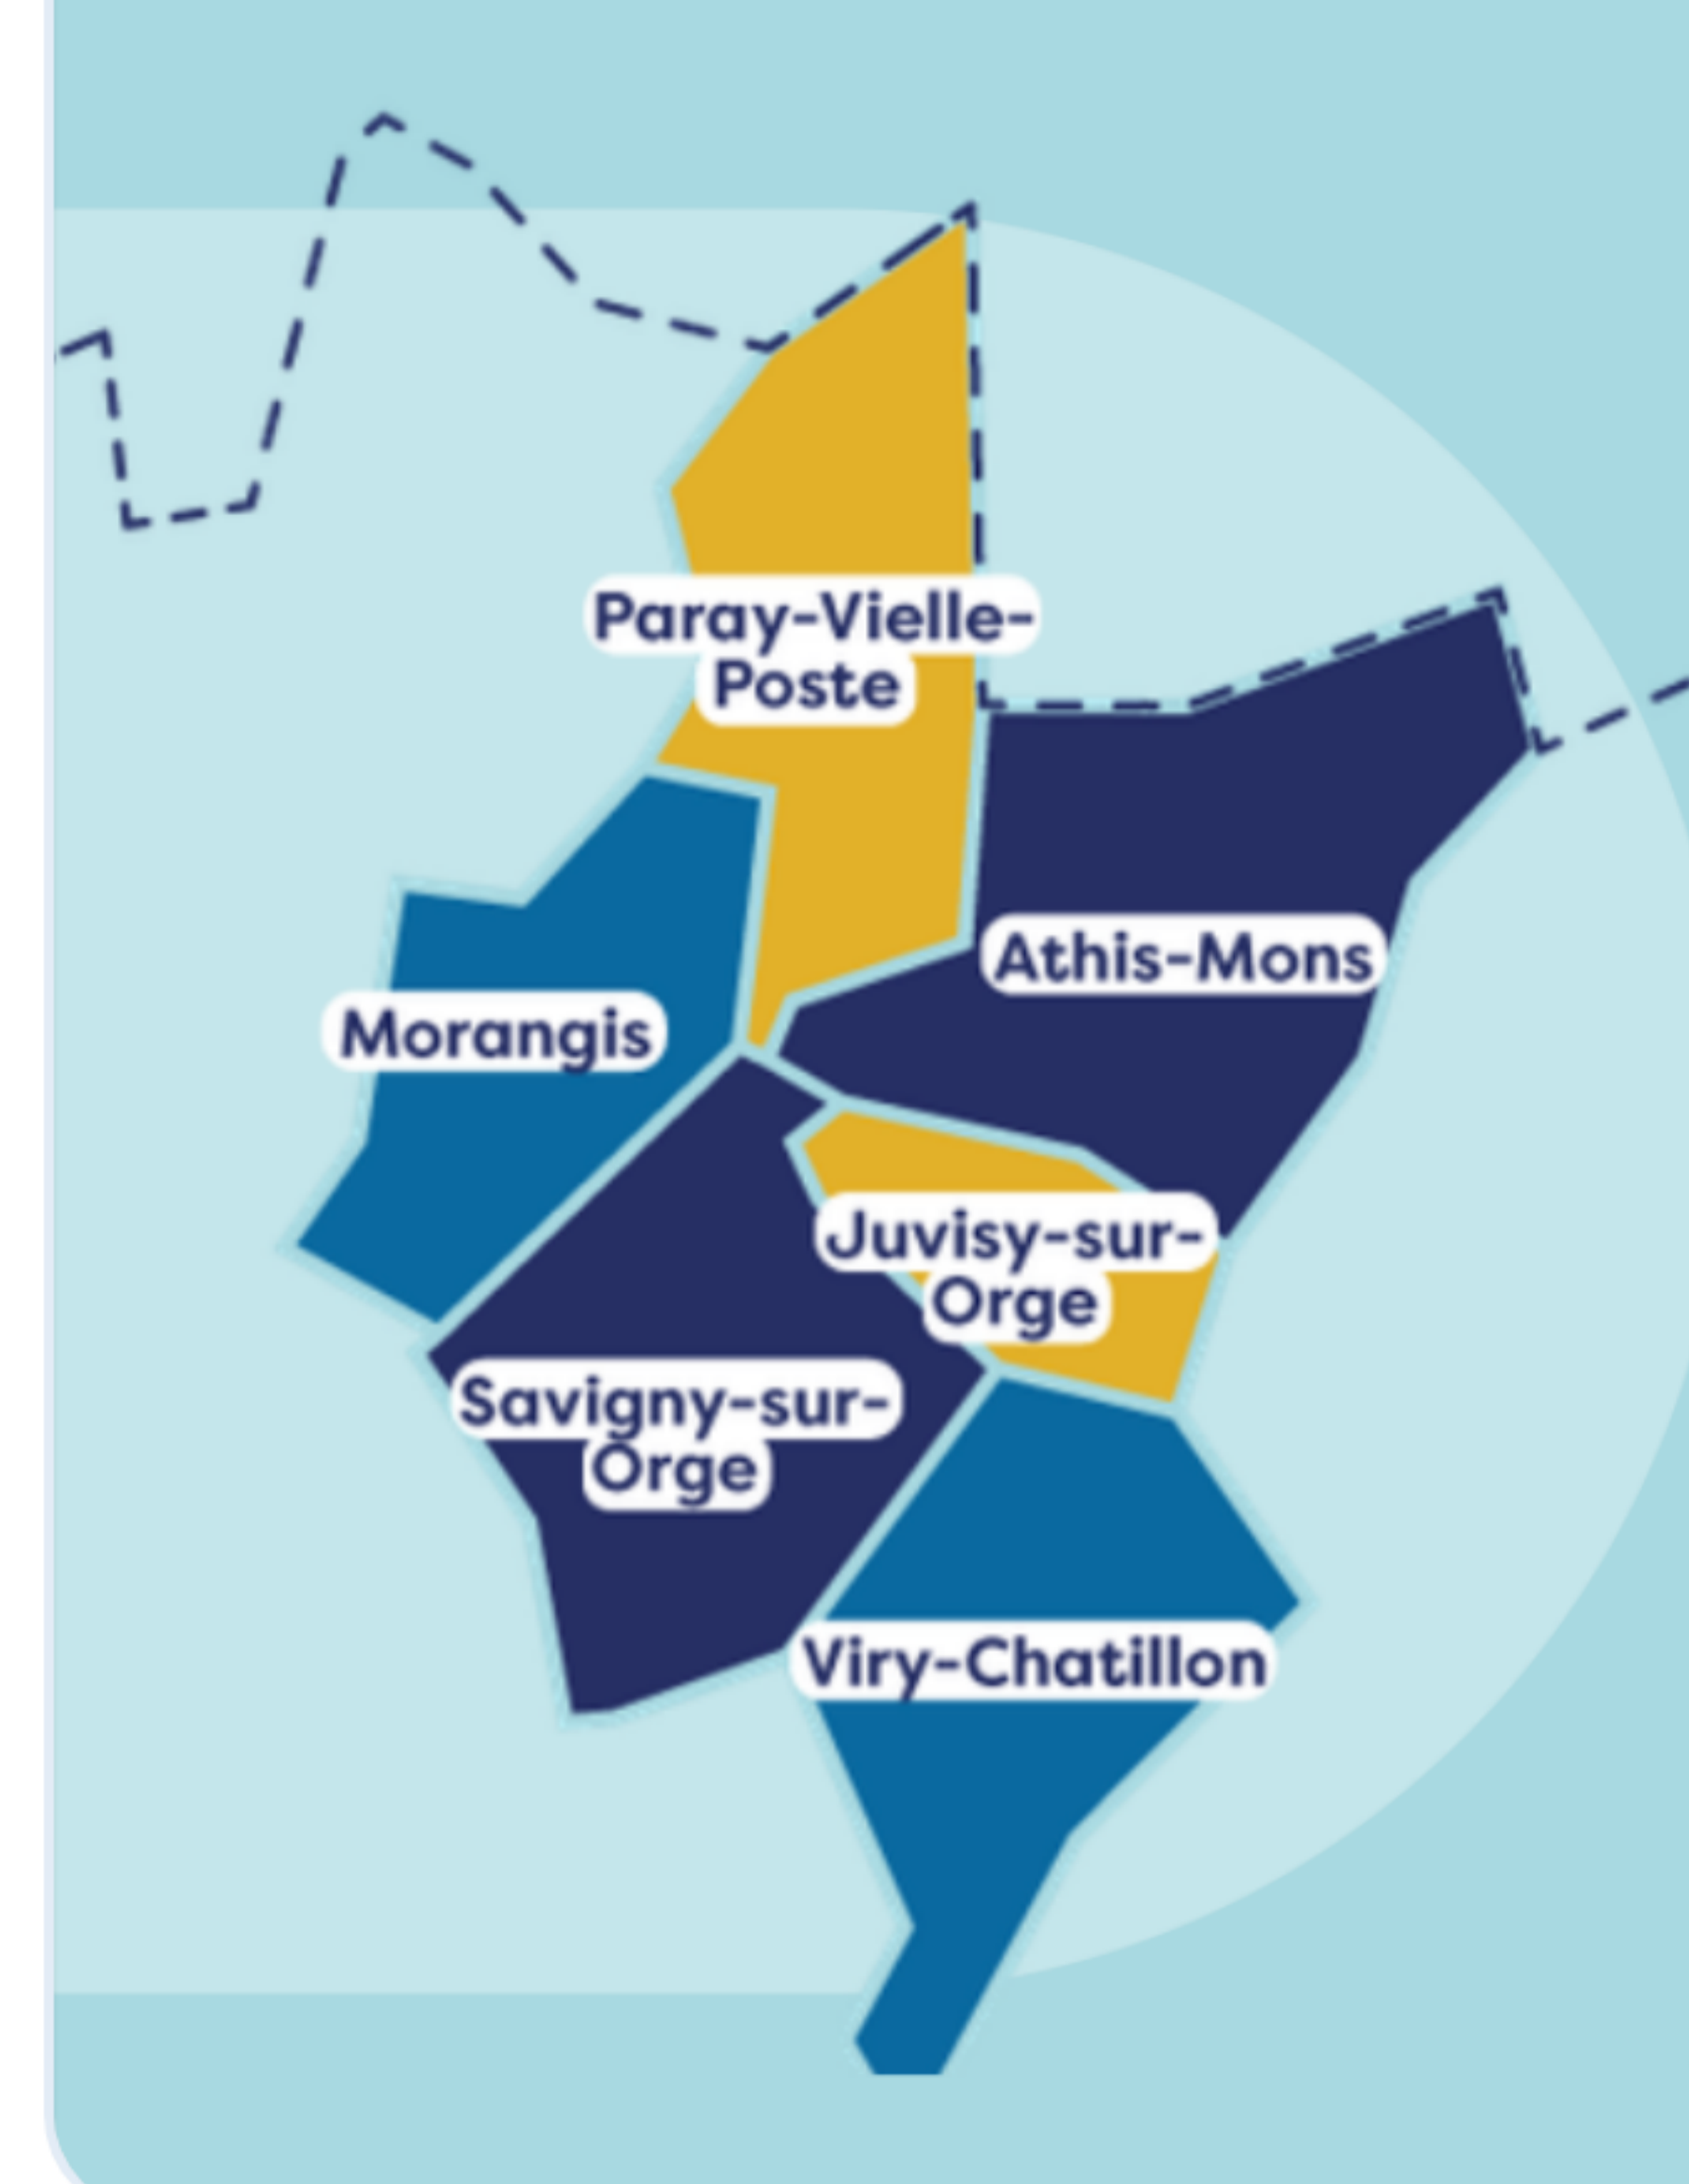 Paray-Vielle-
Poste
Athis-Mons
Morangis
Juvisy-sur-
Orge
Savigny-sur-
Orge
Viry-Chatillon